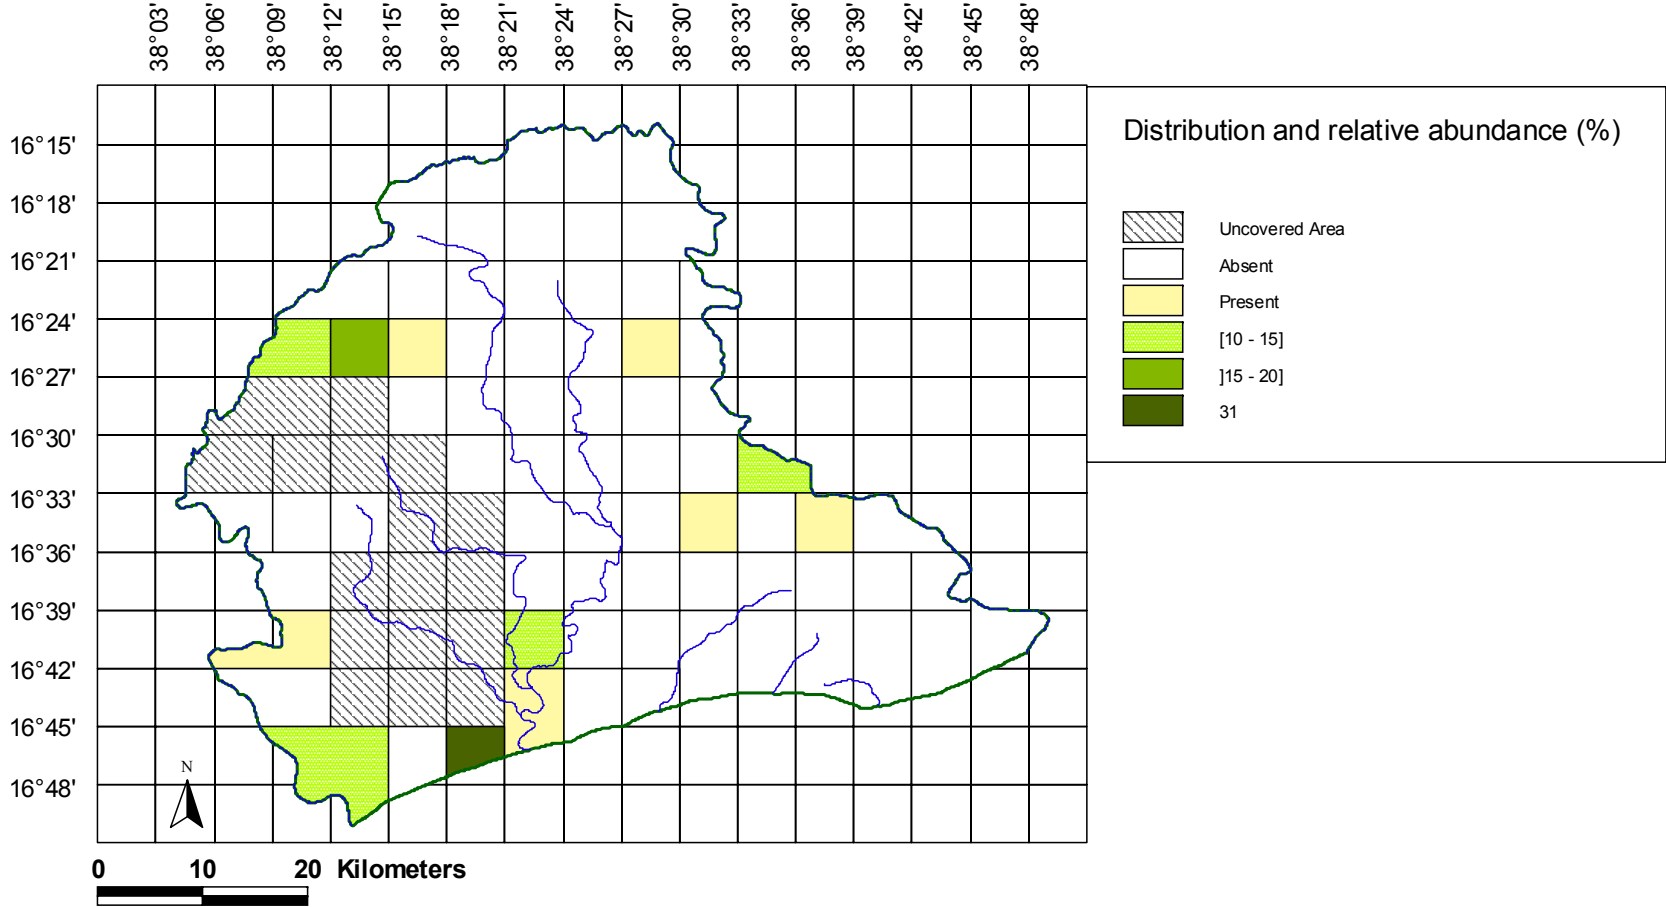 38°03' 38°06' 38°09' 38°12' 38°15' 38°18' 38°21' 38°24' 38°27' 38°30' 38°33' 38°36' 38°39' 38°42' 38°45' 38°48'
16°15'
16°18'
16°21'
16°24'
16°27'
16°30'
16°33'
16°36'
16°39'
16°42'
16°45'
16°48'
N
0 10 20 Kilometers
Distribution and relative abundance (%)
Uncovered Area
Absent
Present
[10 - 15]
]15 - 20]
31